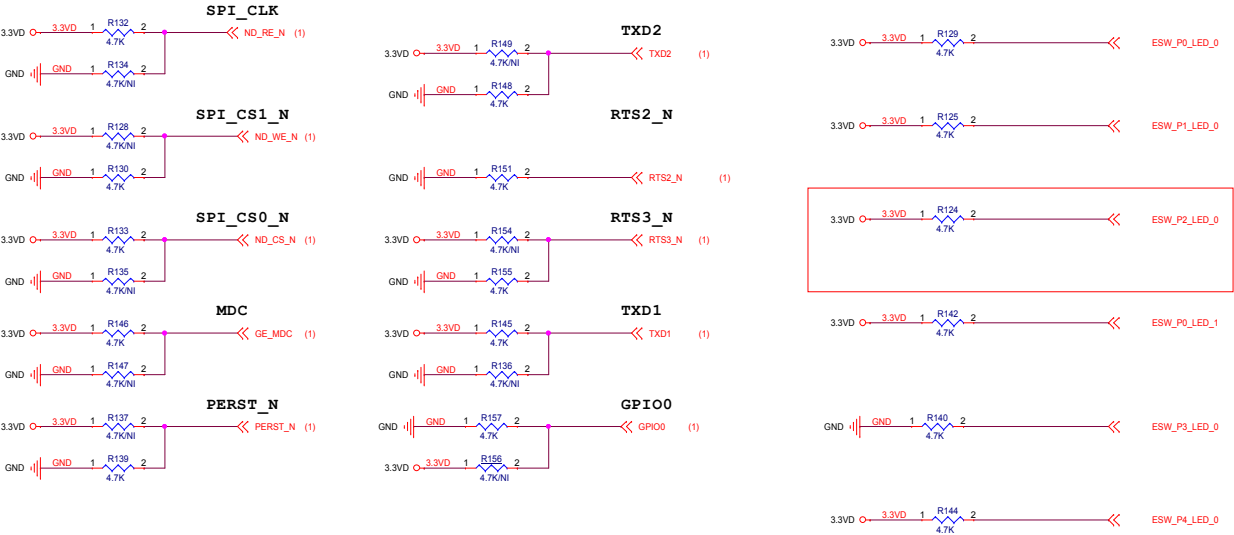 SPI_CLK
3.3VD 3.3VD 1 R132 2 ND_RE_N (1)
4.7K
GND GND 1 R134 2
4.7K/NI
SPI_CS1_N
3.3VD 3.3VD 1 R128 2 ND_WE_N (1)
4.7K/NI
GND GND 1 R130 2
4.7K
SPI_CS0_N
3.3VD 3.3VD 1 R133 2 ND_CS_N (1)
4.7K
GND GND 1 R135 2
4.7K/NI
MDC
3.3VD 3.3VD 1 R146 2 GE_MDC (1)
4.7K
GND GND 1 R147 2
4.7K/NI
PERST_N
3.3VD 3.3VD 1 R137 2 PERST_N (1)
4.7K/NI
GND GND 1 R139 2
4.7K
TXD2
3.3VD 3.3VD 1 R149 2 TXD2 (1)
4.7K/NI
GND GND 1 R148 2
4.7K
RTS2_N
GND GND 1 R151 2 RTS2_N (1)
4.7K
RTS3_N
3.3VD 3.3VD 1 R154 2 RTS3_N (1)
4.7K/NI
GND GND 1 R155 2
4.7K
TXD1
3.3VD 3.3VD 1 R145 2 TXD1 (1)
4.7K
GND GND 1 R136 2
4.7K/NI
GPIO0
GND GND 1 R157 2 GPIO0 (1)
4.7K
3.3VD 3.3VD 1 R156 2
4.7K/NI
3.3VD 3.3VD 1 R129 2 ESW_P0_LED_0
4.7K
3.3VD 3.3VD 1 R125 2 ESW_P1_LED_0
4.7K
3.3VD 3.3VD 1 R124 2 ESW_P2_LED_0
4.7K
3.3VD 3.3VD 1 R142 2 ESW_P0_LED_1
4.7K
GND GND 1 R140 2 ESW_P3_LED_0
4.7K
3.3VD 3.3VD 1 R144 2 ESW_P4_LED_0
4.7K